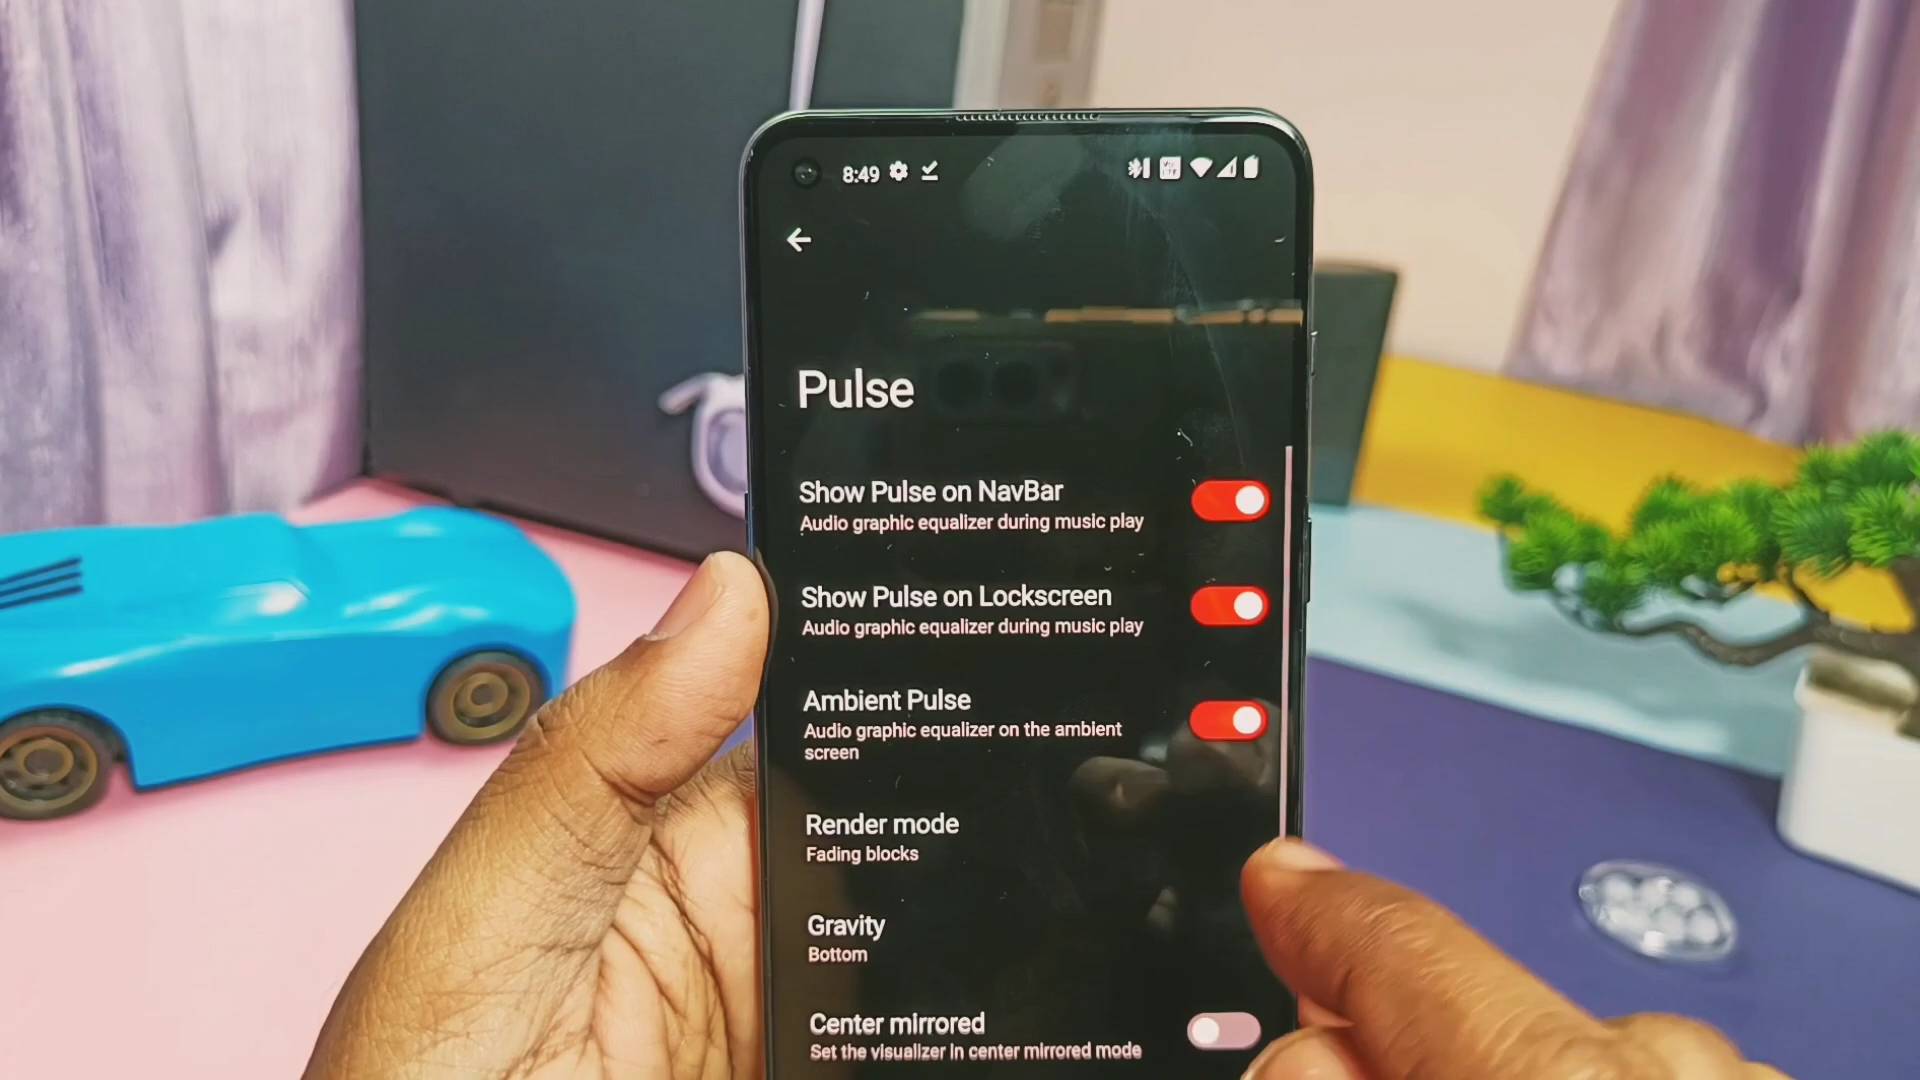 8:49
Pulse
Show Pulse on NavBar
Audio graphic equalizer during music play
Show Pulse on Lockscreen
Audio graphic equalizer during music play
Ambient Pulse
Audio graphic equalizer on the ambient
screen
Render mode
Fading blocks
Gravity
Bottom
Center mirrored
Set the visualizer in center mirrored mode